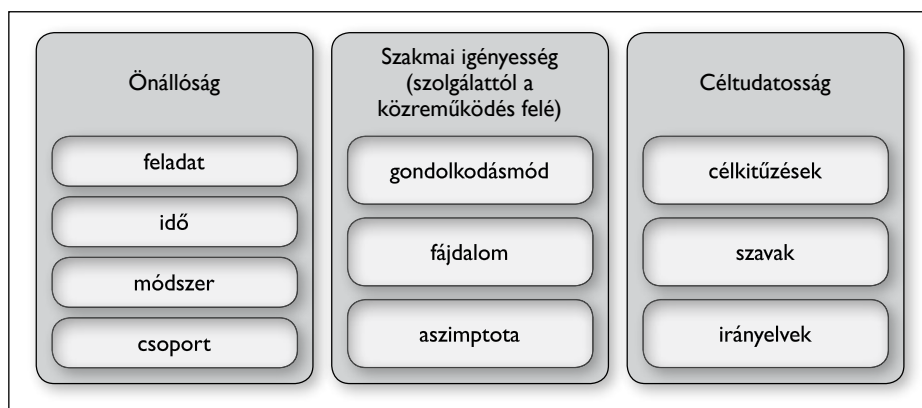 Önállóság
feladat
idő
módszer
csoport
Szakmai igényesség
(szolgálattól a
közreműködés felé)
gondolkodásmód
fájdalom
aszimptota
Céltudatosság
célkitűzések
szavak
irányelvek